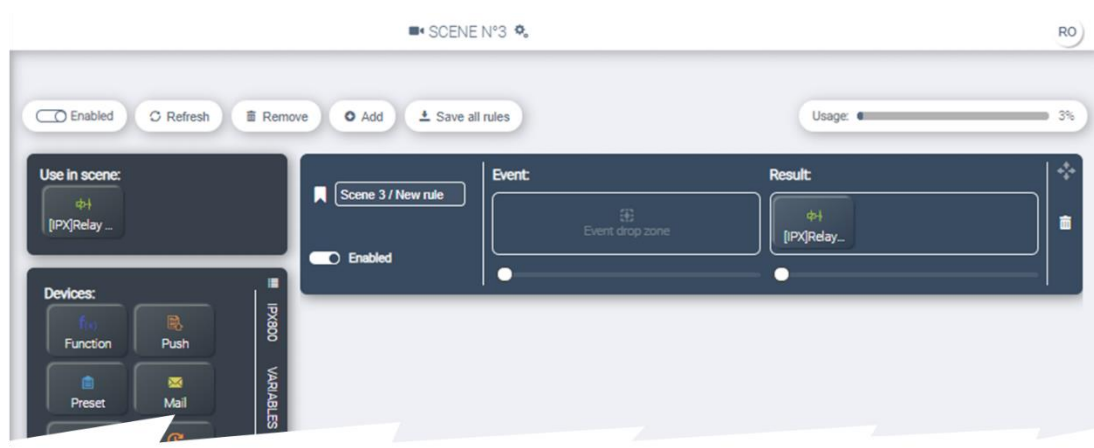 SCENE N°3
RO
Enabled
Refresh
Remove
Add
Save all rules
Usage:
3%
Use in scene:
[IPX]Relay ...
Scene 3 / New rule
Enabled
Event:
Event drop zone
Result:
[IPX]Relay...
Devices:
f(x)
Function
Push
Preset
Mail
IPX800
VARIABLES